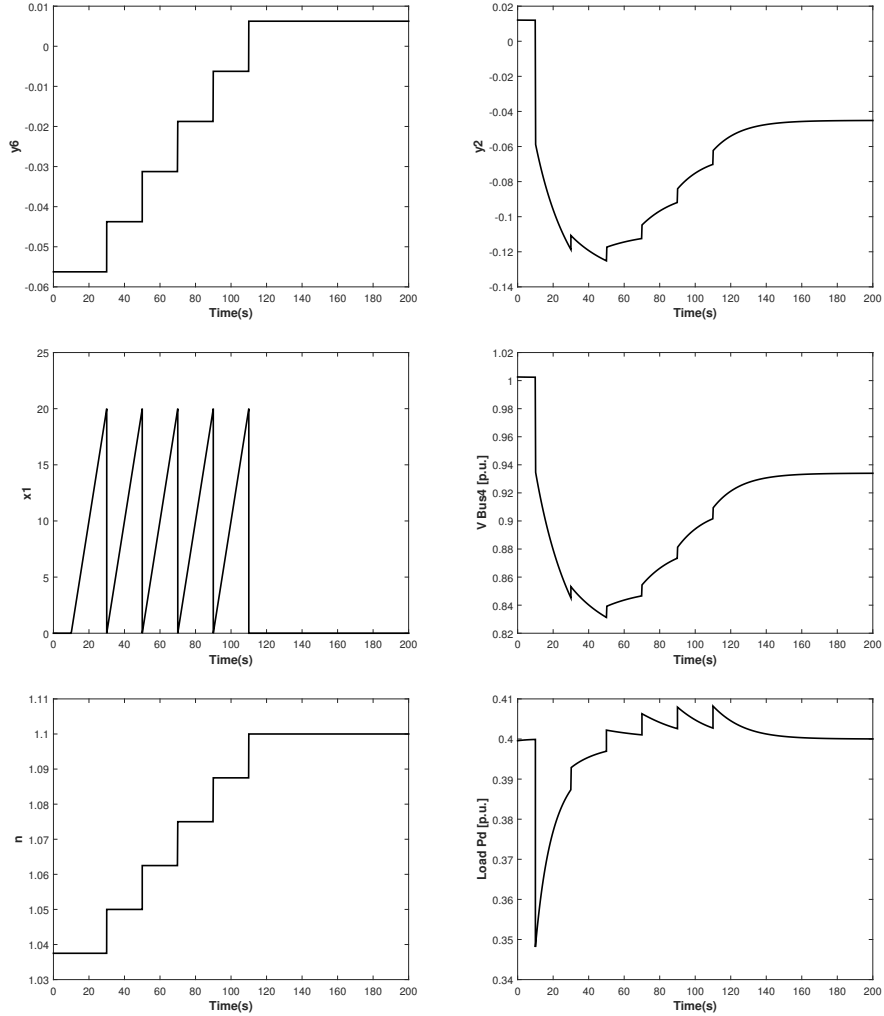 0.01
0
-0.01
-0.02
-0.03
-0.04
-0.05
-0.06
y6
0 20 40 60 80 100 120 140 160 180 200
Time(s)
0.02
0
-0.02
-0.04
-0.06
-0.08
-0.1
-0.12
-0.14
y2
0 20 40 60 80 100 120 140 160 180 200
Time(s)
25
20
15
10
5
0
x1
0 20 40 60 80 100 120 140 160 180 200
Time(s)
1.02
1
0.98
0.96
0.94
0.92
0.9
0.88
0.86
0.84
0.82
V Bus4 [p.u.]
0 20 40 60 80 100 120 140 160 180 200
Time(s)
1.11
1.1
1.09
1.08
1.07
1.06
1.05
1.04
1.03
n
0 20 40 60 80 100 120 140 160 180 200
Time(s)
0.41
0.4
0.39
0.38
0.37
0.36
0.35
0.34
Load Pd [p.u.]
0 20 40 60 80 100 120 140 160 180 200
Time(s)